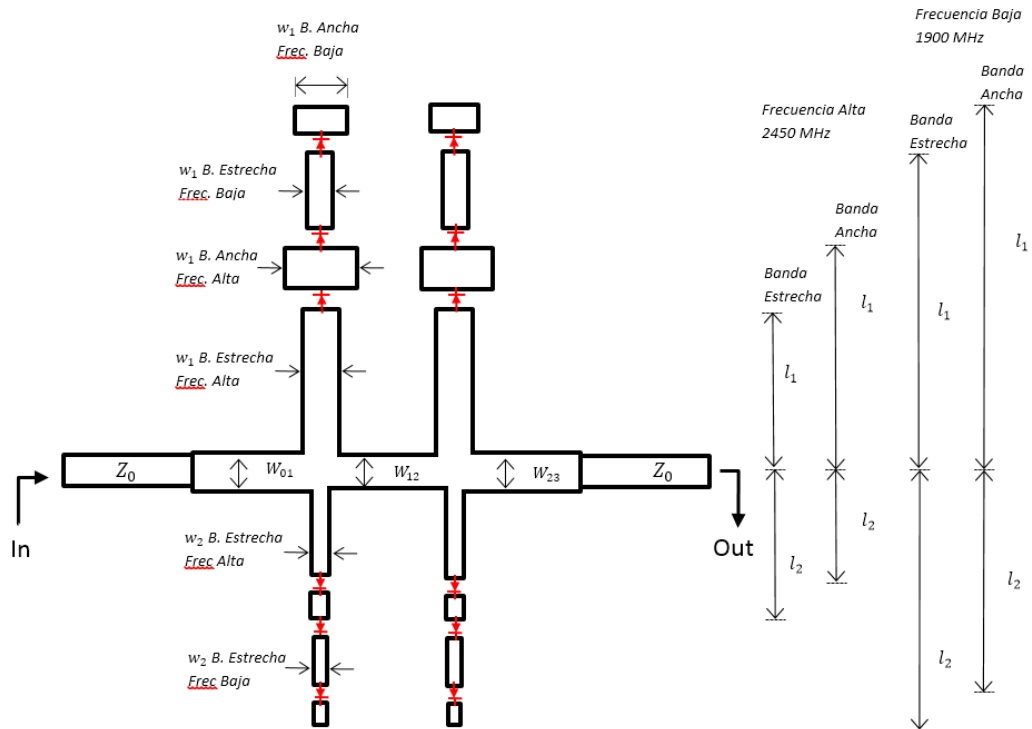 w₁ B. Ancha
Frec. Baja
w₁ B. Estrecha
Frec. Baja
w₁ B. Ancha
Frec. Alta
w₁ B. Estrecha
Frec. Alta
Z₀
W₀₁
W₁₂
W₂₃
Z₀
In
Out
w₂ B. Estrecha
Frec Alta
w₂ B. Estrecha
Frec Baja
Frecuencia Baja
1900 MHz
Banda
Ancha
Frecuencia Alta
2450 MHz
Banda
Estrecha
Banda
Ancha
Banda
Estrecha
l₁
l₁
l₁
l₁
l₂
l₂
l₂
l₂